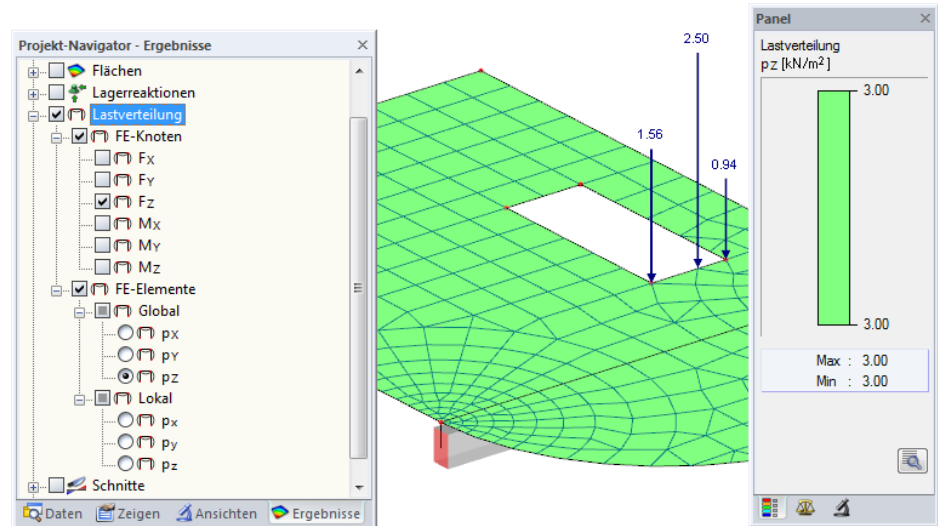 Projekt-Navigator - Ergebnisse
Flächen
Lagerreaktionen
Lastverteilung
FE-Knoten
FX
FY
FZ
MX
MY
MZ
FE-Elemente
Global
pX
pY
pZ
Lokal
px
py
pz
Schnitte
Daten Zeigen Ansichten Ergebnisse
2.50
1.56
0.94
Panel
Lastverteilung
pz [kN/m²]
3.00
3.00
Max : 3.00
Min : 3.00